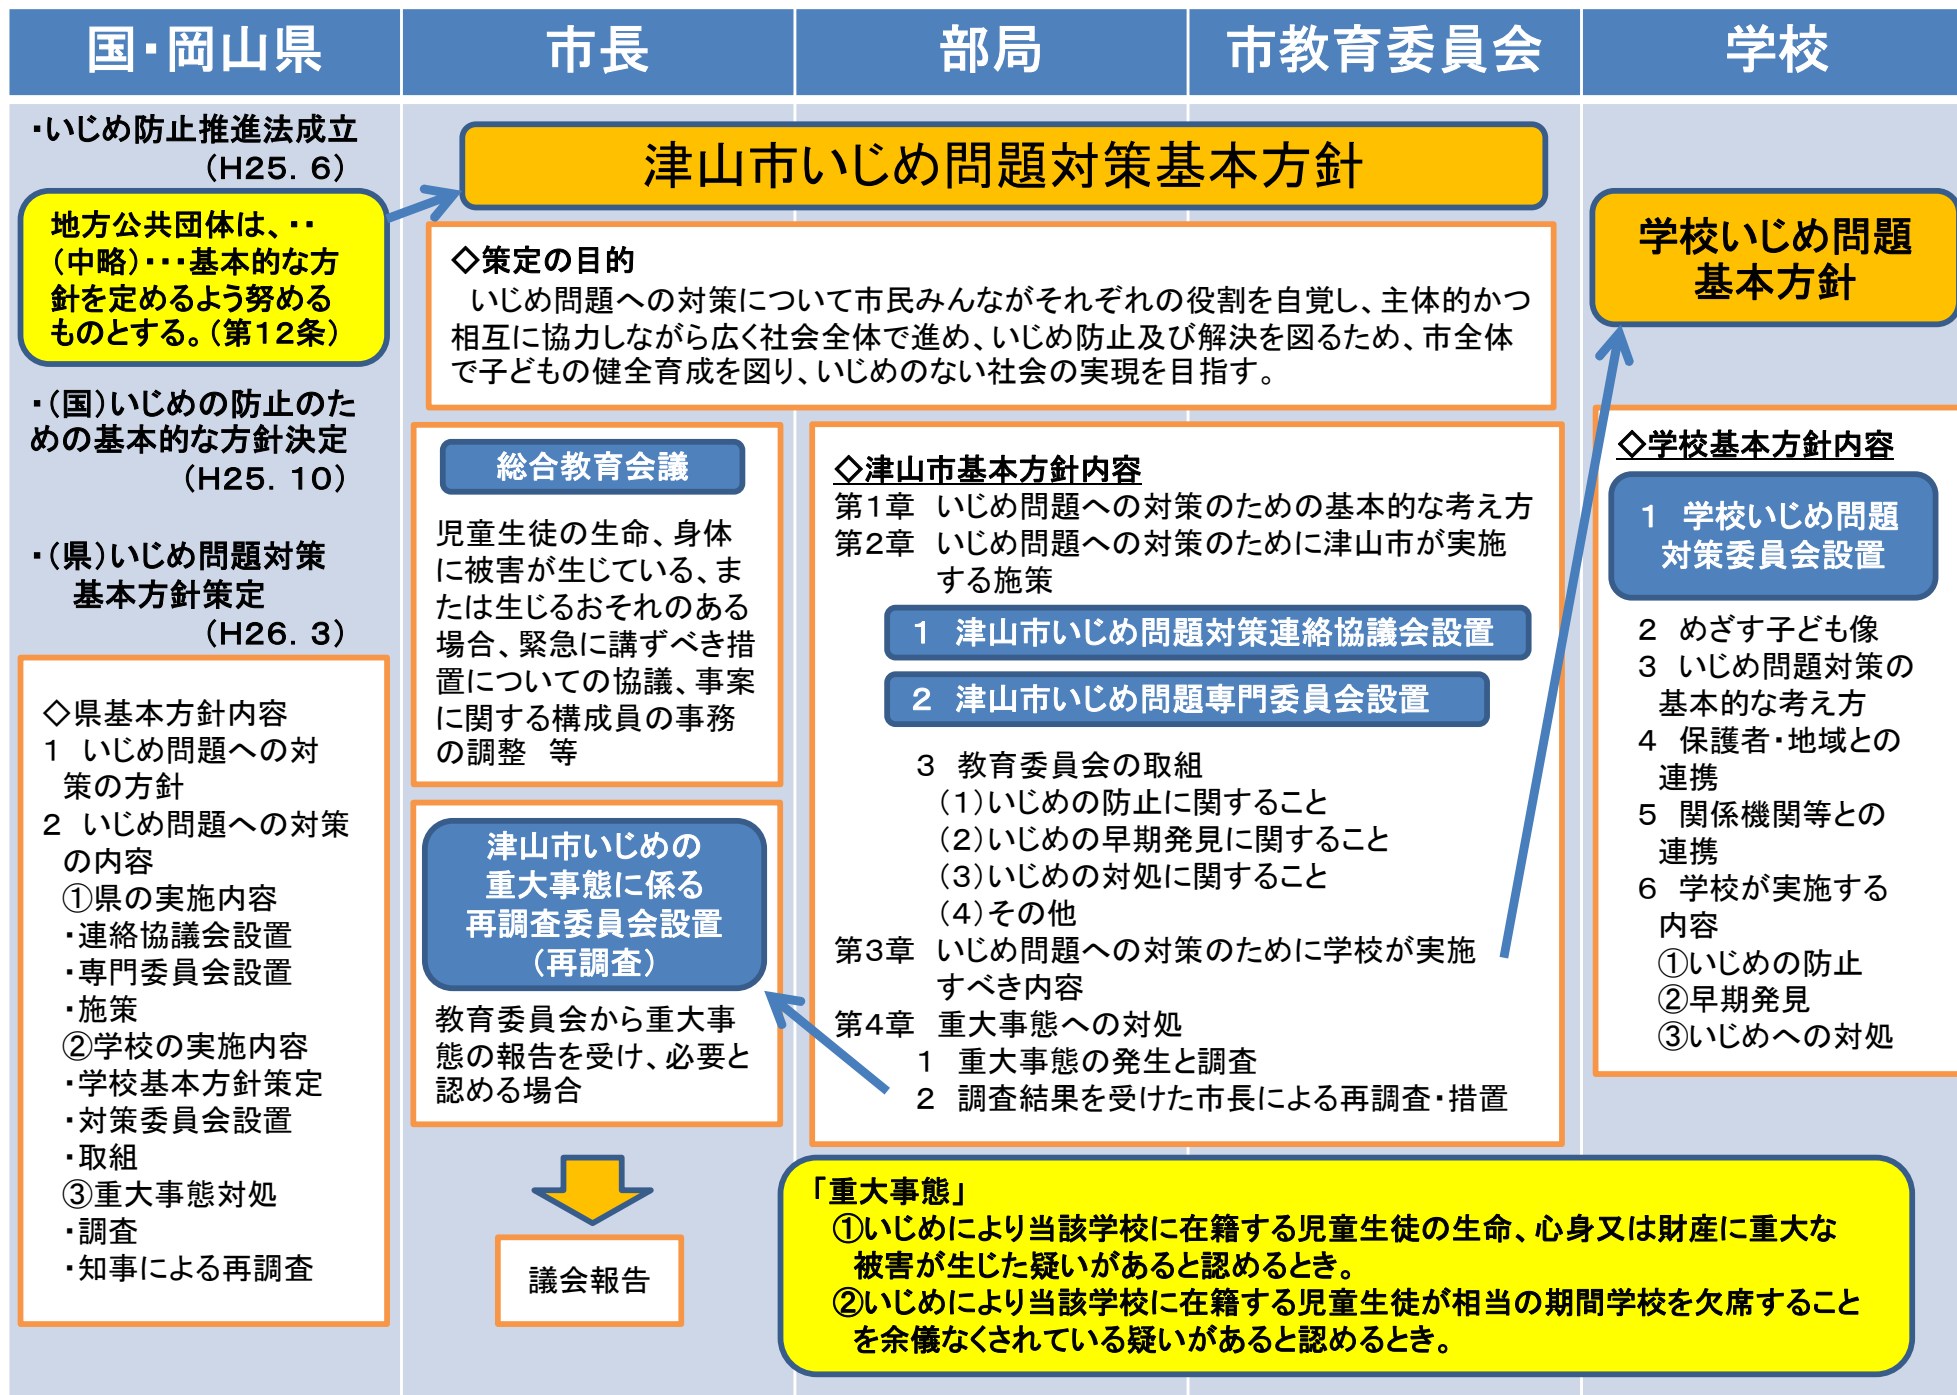 国・岡山県
市長
部局
市教育委員会
学校
・いじめ防止推進法成立
（H25．6）
地方公共団体は、・・
（中略）・・・基本的な方
針を定めるよう努める
ものとする。（第12条）
・（国）いじめの防止のた
めの基本的な方針決定
（H25．10）
・（県）いじめ問題対策
基本方針策定
（H26．3）
◇県基本方針内容
1　いじめ問題への対
策の方針
2　いじめ問題への対策
の内容
①県の実施内容
・連絡協議会設置
・専門委員会設置
・施策
②学校の実施内容
・学校基本方針策定
・対策委員会設置
・取組
③重大事態対処
・調査
・知事による再調査
津山市いじめ問題対策基本方針
◇策定の目的
いじめ問題への対策について市民みんながそれぞれの役割を自覚し、主体的かつ
相互に協力しながら広く社会全体で進め、いじめ防止及び解決を図るため、市全体
で子どもの健全育成を図り、いじめのない社会の実現を目指す。
総合教育会議
児童生徒の生命、身体
に被害が生じている、ま
たは生じるおそれのある
場合、緊急に講ずべき措
置についての協議、事案
に関する構成員の事務
の調整　等
津山市いじめの
重大事態に係る
再調査委員会設置
（再調査）
教育委員会から重大事
態の報告を受け、必要と
認める場合
議会報告
◇津山市基本方針内容
第1章　いじめ問題への対策のための基本的な考え方
第2章　いじめ問題への対策のために津山市が実施
する施策
1　津山市いじめ問題対策連絡協議会設置
2　津山市いじめ問題専門委員会設置
3　教育委員会の取組
（1）いじめの防止に関すること
（2）いじめの早期発見に関すること
（3）いじめの対処に関すること
（4）その他
第3章　いじめ問題への対策のために学校が実施
すべき内容
第4章　重大事態への対処
1　重大事態の発生と調査
2　調査結果を受けた市長による再調査・措置
「重大事態」
①いじめにより当該学校に在籍する児童生徒の生命、心身又は財産に重大な
被害が生じた疑いがあると認めるとき。
②いじめにより当該学校に在籍する児童生徒が相当の期間学校を欠席すること
を余儀なくされている疑いがあると認めるとき。
学校いじめ問題
基本方針
◇学校基本方針内容
1　学校いじめ問題
対策委員会設置
2　めざす子ども像
3　いじめ問題対策の
基本的な考え方
4　保護者・地域との
連携
5　関係機関等との
連携
6　学校が実施する
内容
①いじめの防止
②早期発見
③いじめへの対処